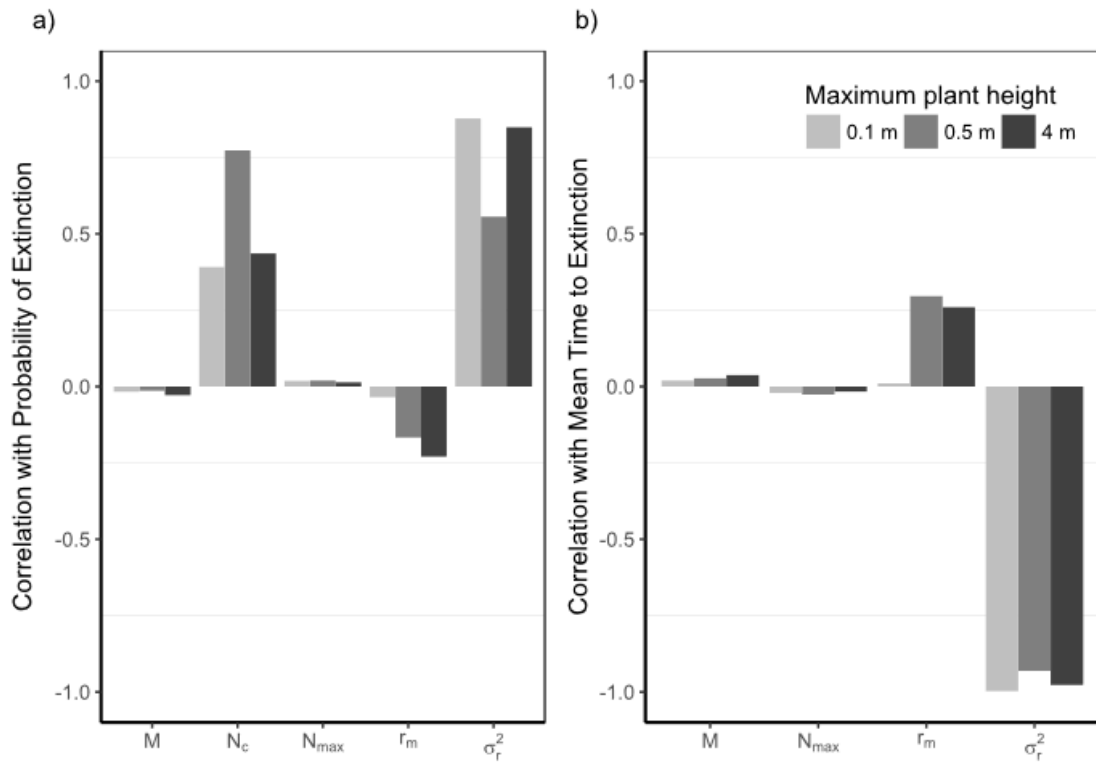 a)
Correlation with Probability of Extinction
1.0
0.5
0.0
-0.5
-1.0
M N_c N_max r_m σ_r^2
b)
Correlation with Mean Time to Extinction
Maximum plant height
0.1 m 0.5 m 4 m
1.0
0.5
0.0
-0.5
-1.0
M N_max r_m σ_r^2